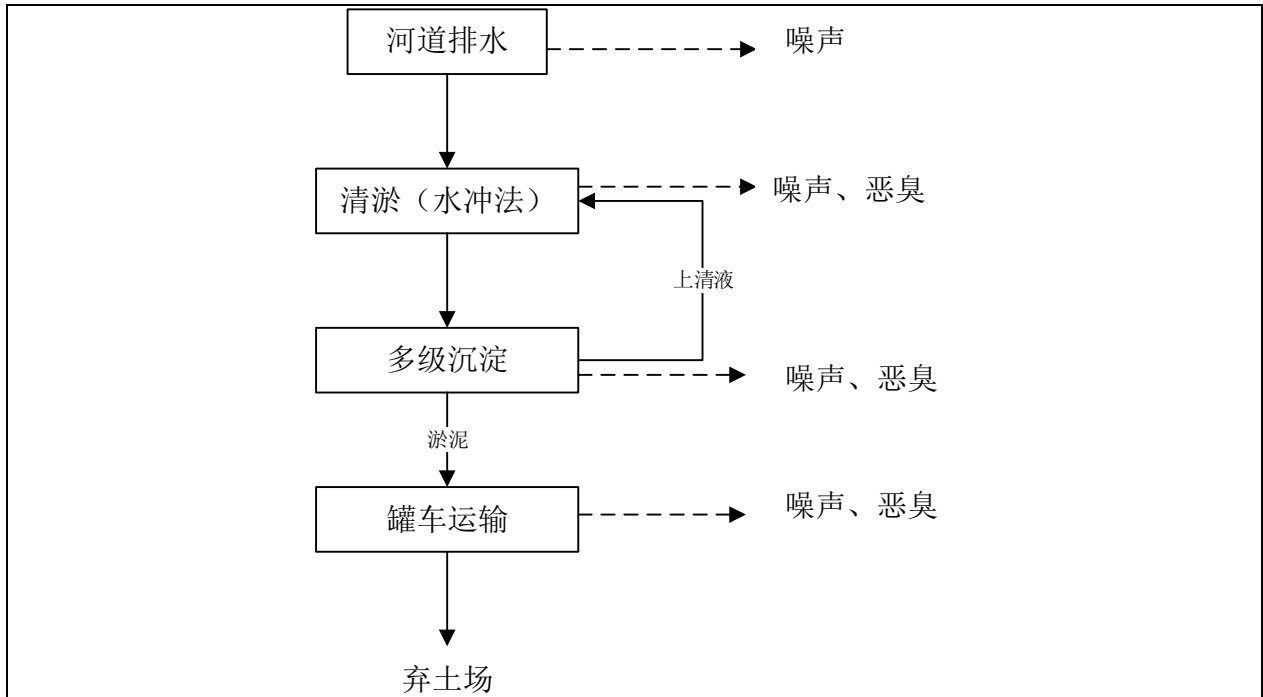 河道排水
噪声
清淤（水冲法）
噪声、恶臭
上清液
多级沉淀
噪声、恶臭
淤泥
罐车运输
噪声、恶臭
弃土场